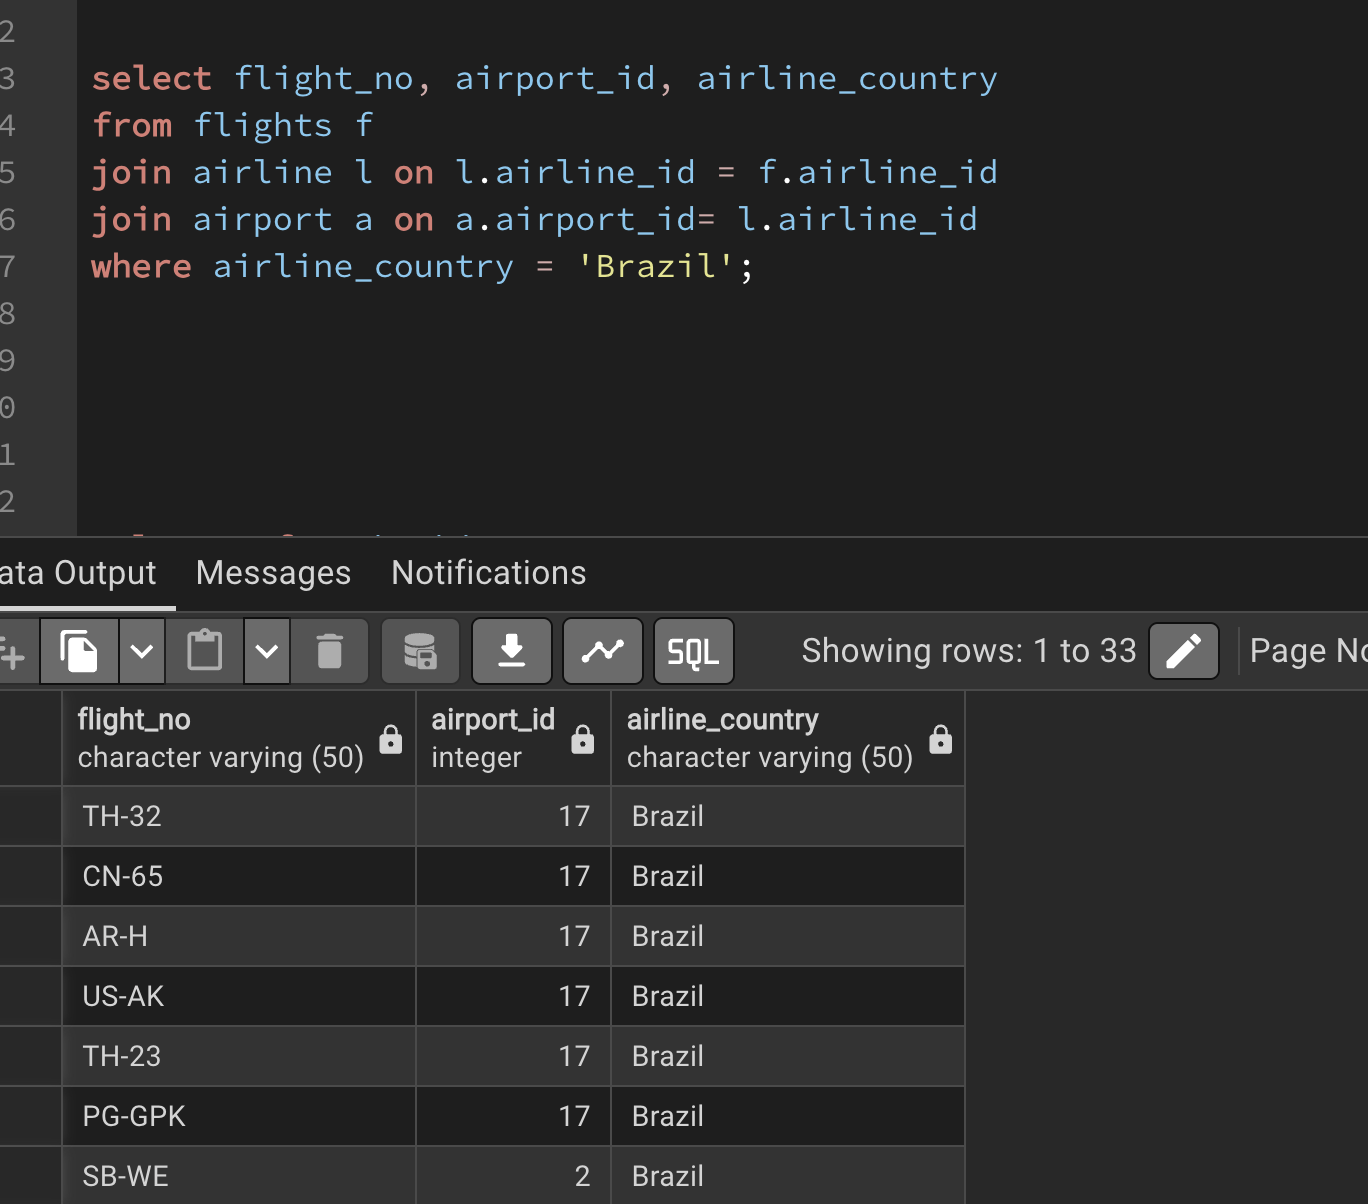 2
3 select flight_no, airport_id, airline_country
4 from flights f
5 join airline l on l.airline_id = f.airline_id
6 join airport a on a.airport_id= l.airline_id
7 where airline_country = 'Brazil';
8
9
0
1
2
ata Output Messages Notifications
SQL Showing rows: 1 to 33 Page No
flight_no airport_id airline_country
character varying (50) integer character varying (50)
TH-32 17 Brazil
CN-65 17 Brazil
AR-H 17 Brazil
US-AK 17 Brazil
TH-23 17 Brazil
PG-GPK 17 Brazil
SB-WE 2 Brazil